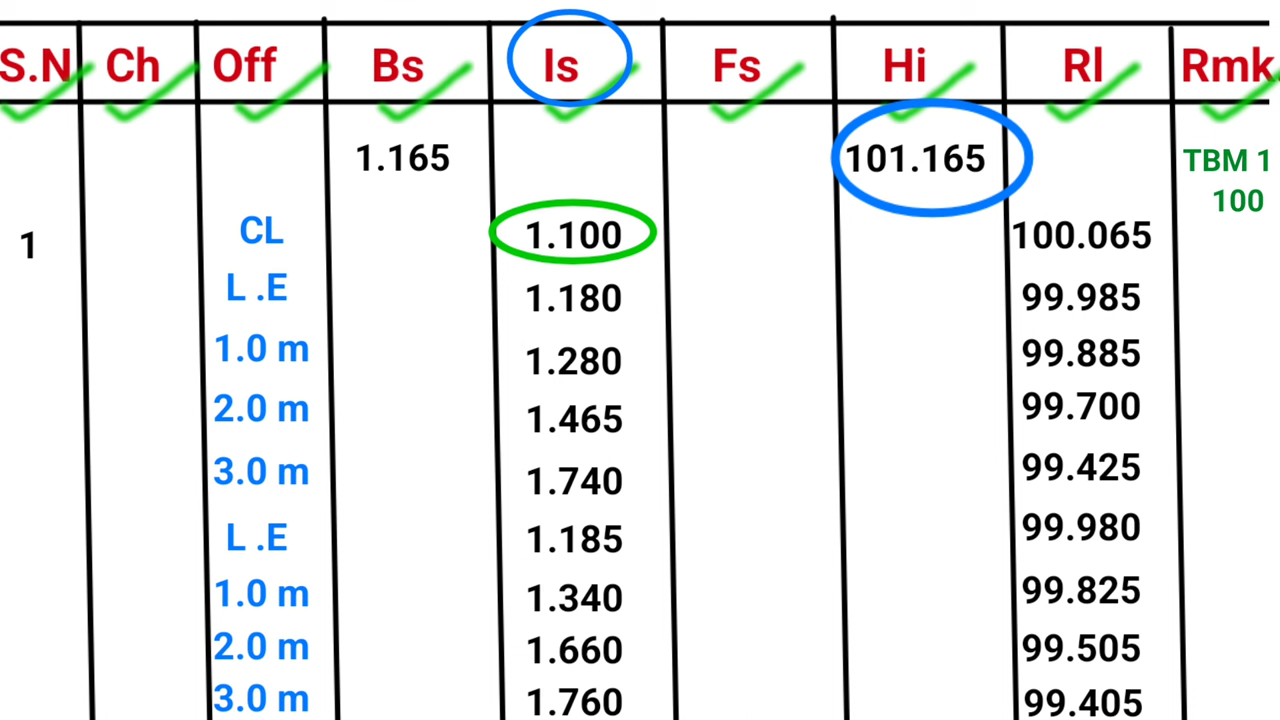 S.N Ch Off Bs Is Fs Hi Rl Rmk.
1.165 101.165 TBM 1
100
1 CL 1.100 100.065
L .E 1.180 99.985
1.0 m 1.280 99.885
2.0 m 1.465 99.700
3.0 m 1.740 99.425
L .E 1.185 99.980
1.0 m 1.340 99.825
2.0 m 1.660 99.505
3.0 m 1.760 99.405